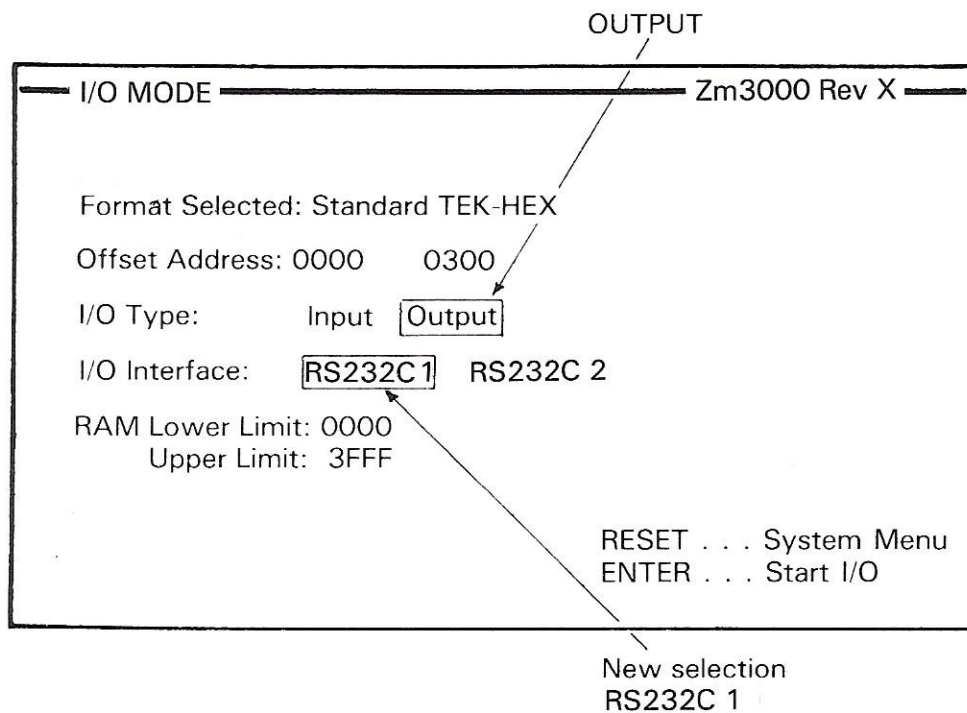 OUTPUT
I/O MODE Zm3000 Rev X
Format Selected: Standard TEK-HEX
Offset Address: 0000 0300
I/O Type: Input Output
I/O Interface: RS232C 1 RS232C 2
RAM Lower Limit: 0000
Upper Limit: 3FFF
RESET . . . System Menu
ENTER . . . Start I/O
New selection
RS232C 1